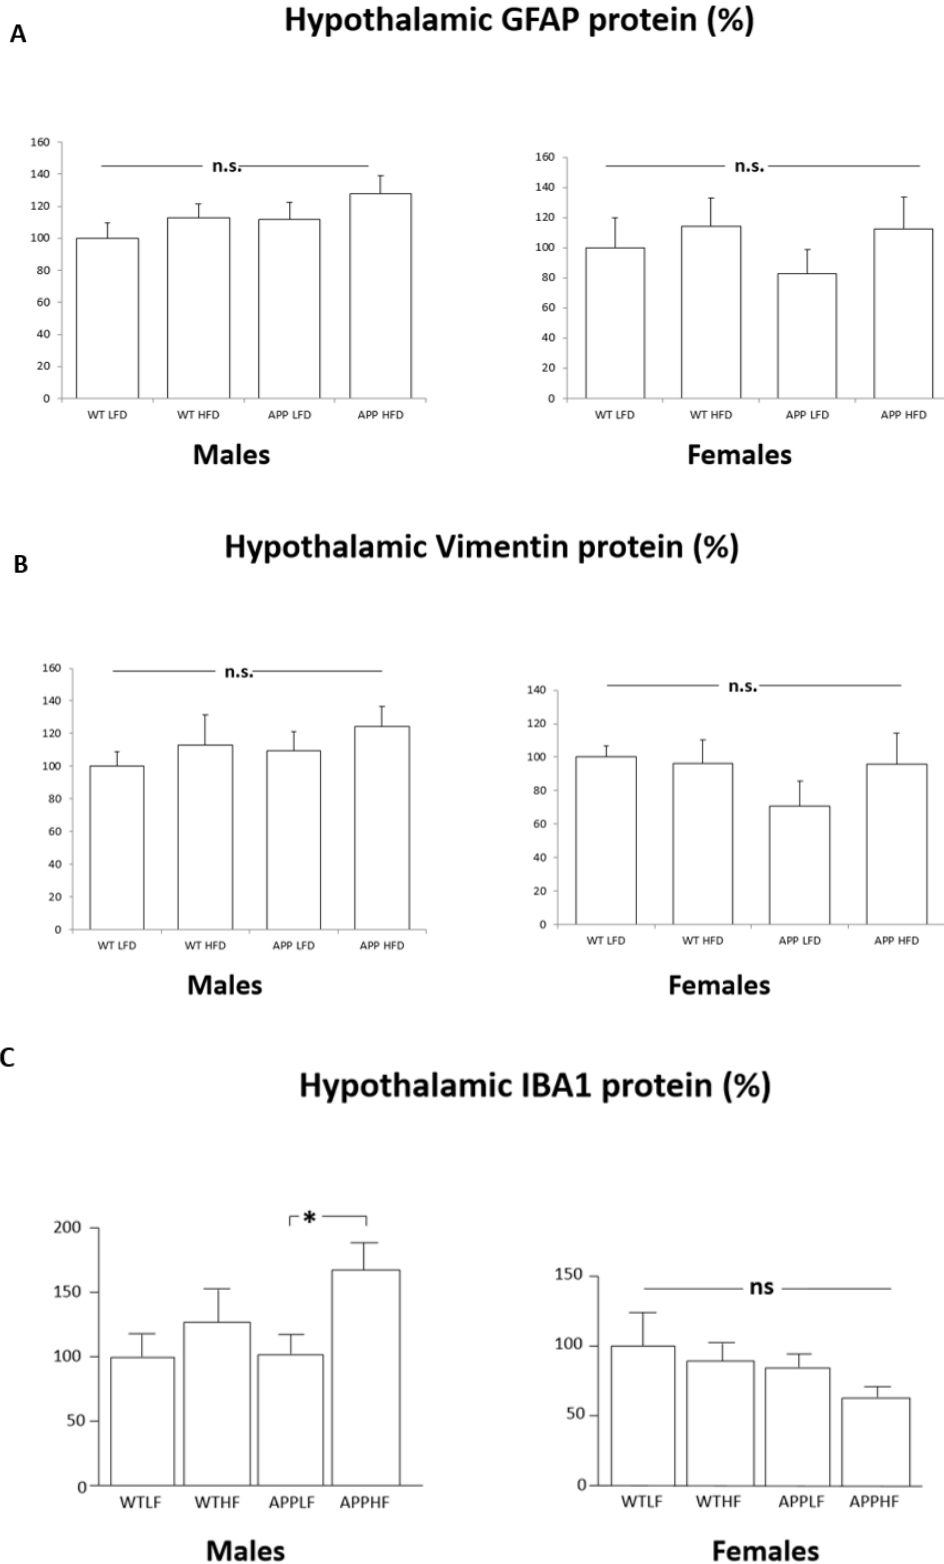 A
Hypothalamic GFAP protein (%)
160
140
120
100
80
60
40
20
0
n.s.
WT LFD WT HFD APP LFD APP HFD
Males
160
140
120
100
80
60
40
20
0
n.s.
WT LFD WT HFD APP LFD APP HFD
Females
B
Hypothalamic Vimentin protein (%)
160
140
120
100
80
60
40
20
0
n.s.
WT LFD WT HFD APP LFD APP HFD
Males
140
120
100
80
60
40
20
0
n.s.
WT LFD WT HFD APP LFD APP HFD
Females
C
Hypothalamic IBA1 protein (%)
200
150
100
50
0
*
WTLF WTHF APPLF APPHF
Males
150
100
50
0
ns
WTLF WTHF APPLF APPHF
Females